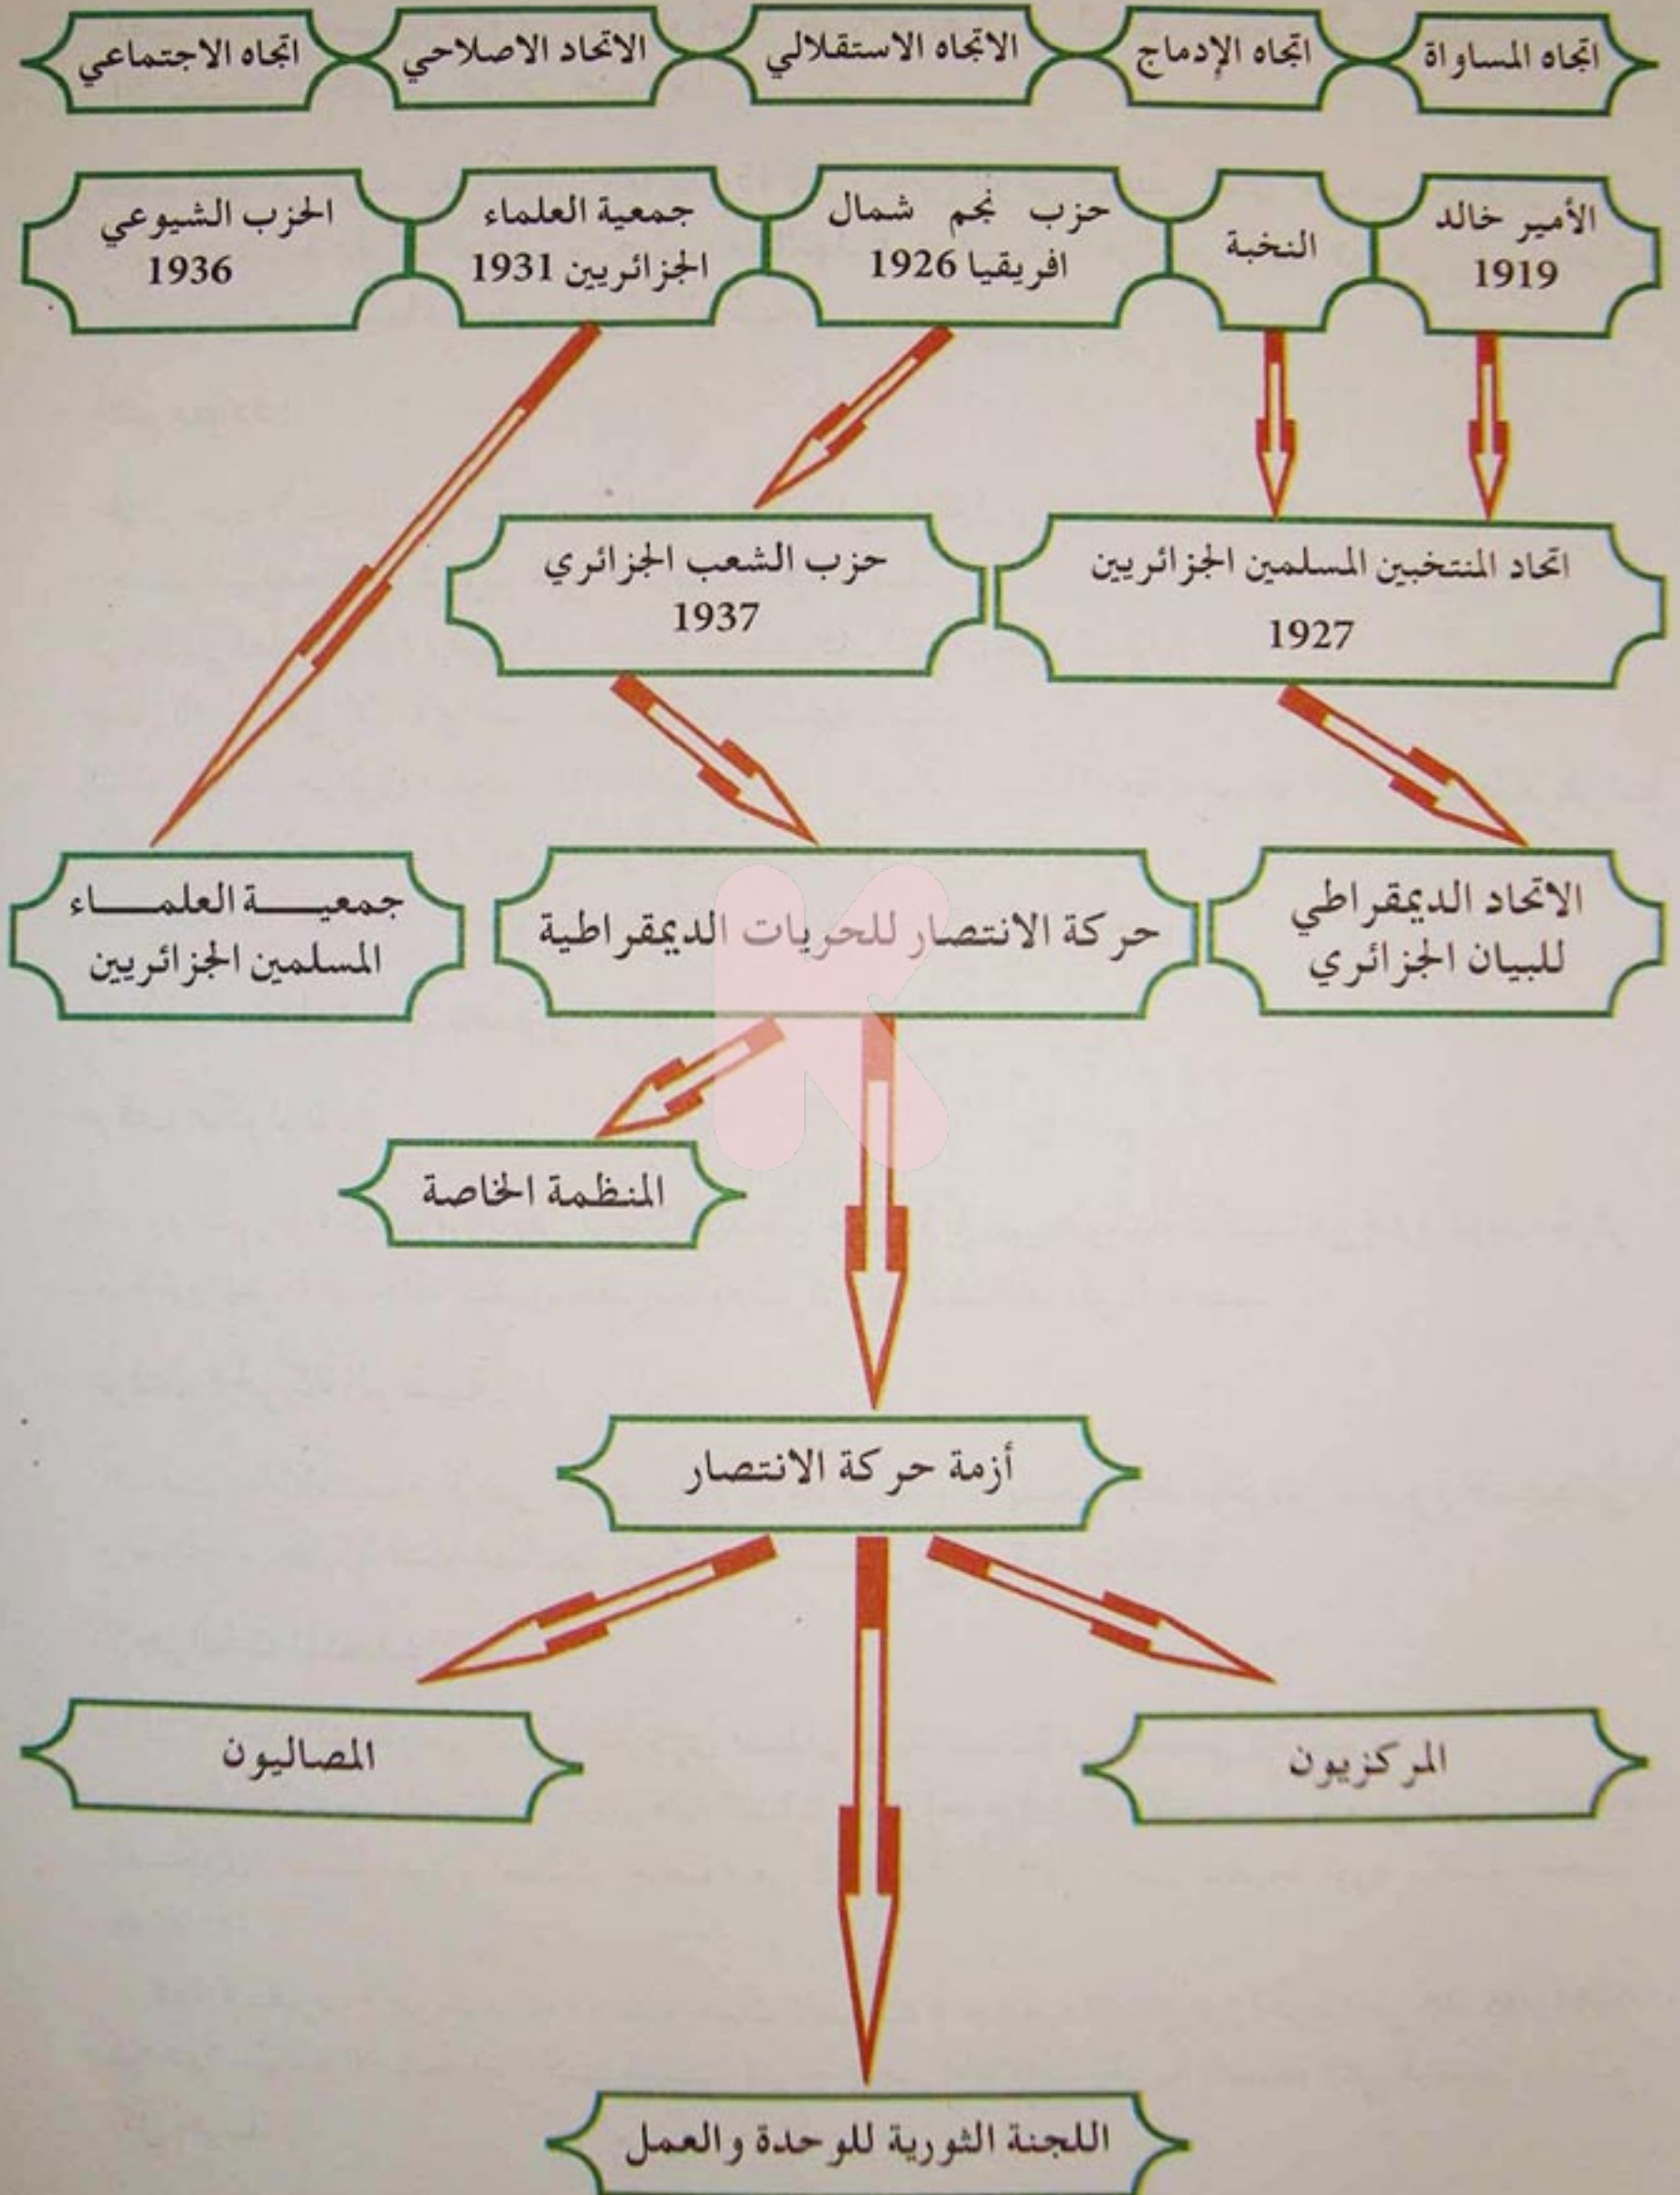 اتجاه المساواة
اتجاه الإدماج
الاتجاه الاستقلالي
الاتحاد الاصلاحي
اتجاه الاجتماعي
الأمير خالد
1919
النخبة
حزب نجم شمال
افريقيا 1926
جمعية العلماء
الجزائريين 1931
الحزب الشيوعي
1936
اتحاد المنتخبين المسلمين الجزائريين
1927
حزب الشعب الجزائري
1937
الاتحاد الديمقراطي
للبيان الجزائري
حركة الانتصار للحريات الديمقراطية
جمعيـــة العلمـــاء
المسلمين الجزائريين
المنظمة الخاصة
أزمة حركة الانتصار
المركزيون
المصاليون
اللجنة الثورية للوحدة والعمل
K